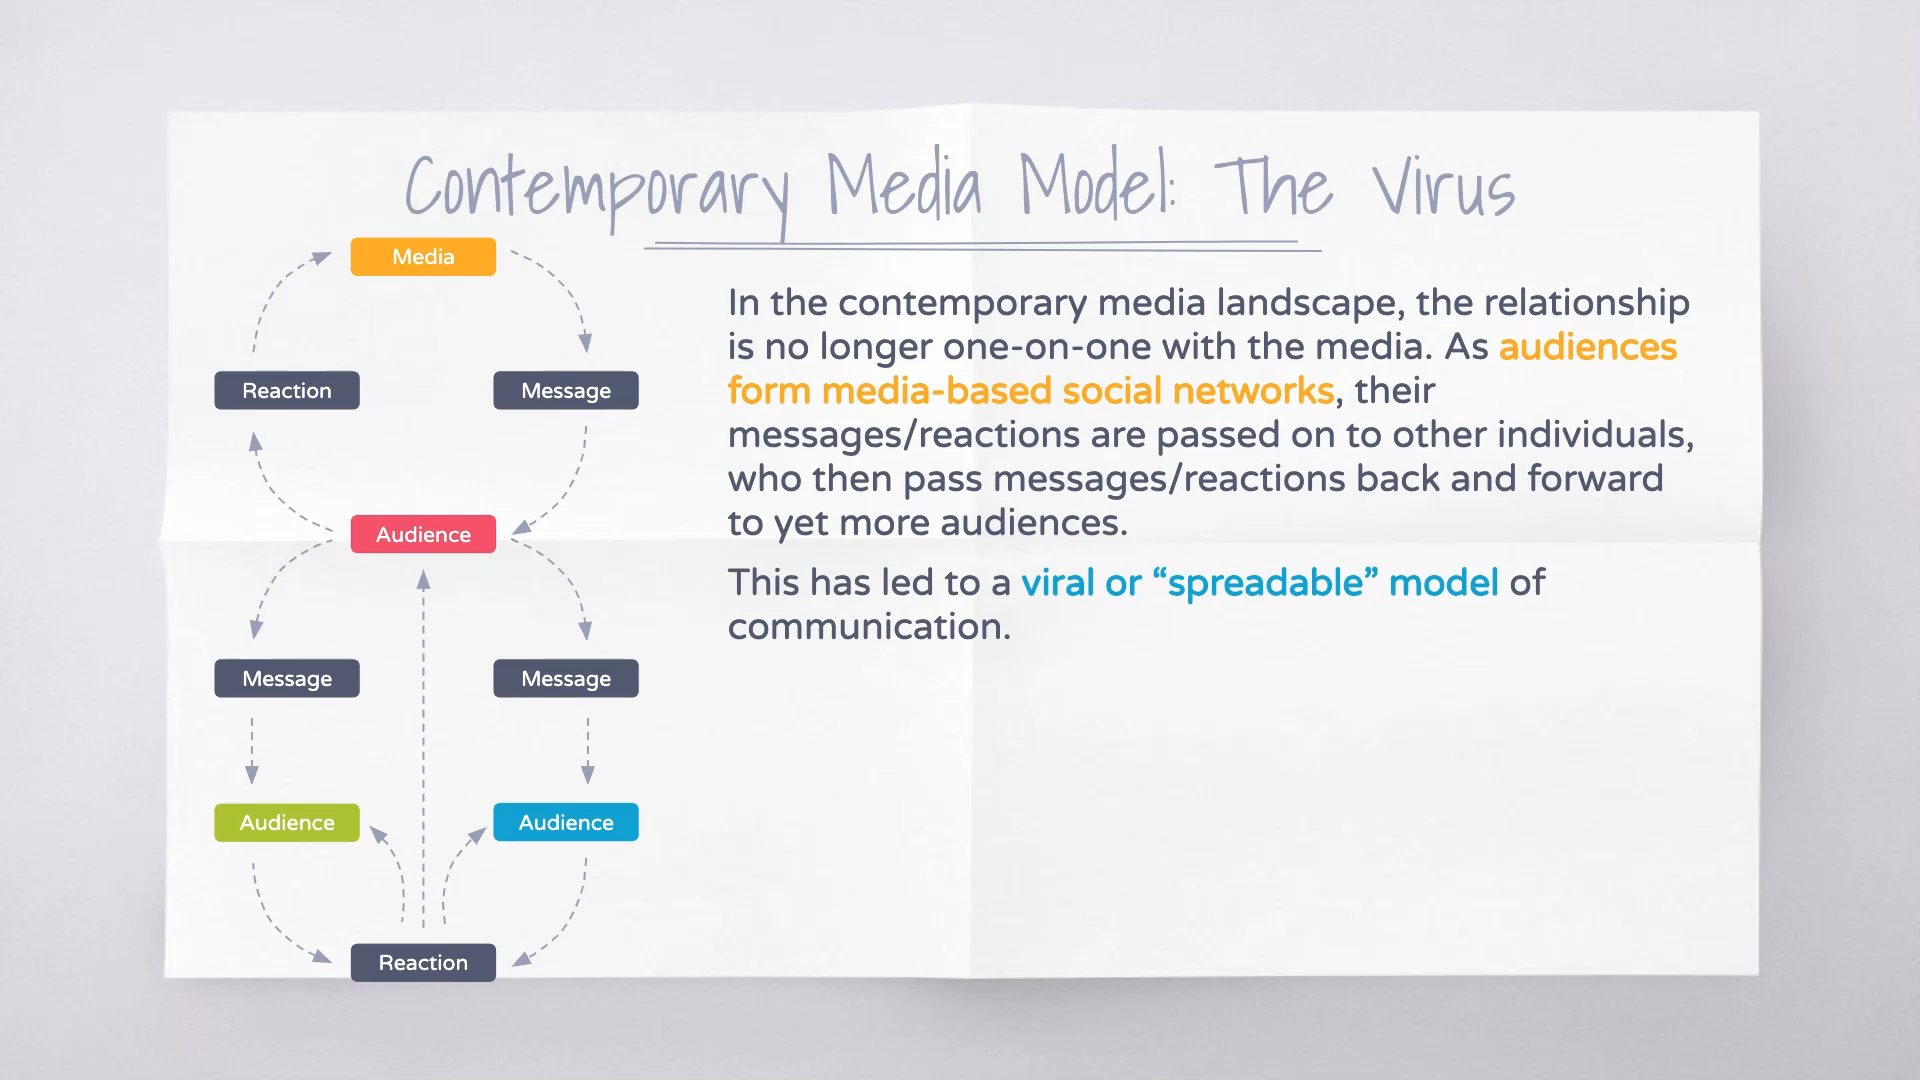 Contemporary Media Model: The Virus
Media
Reaction
Message
Audience
Message
Message
Audience
Audience
Reaction
In the contemporary media landscape, the relationship
is no longer one-on-one with the media. As audiences
form media-based social networks, their
messages/reactions are passed on to other individuals,
who then pass messages/reactions back and forward
to yet more audiences.
This has led to a viral or “spreadable” model of
communication.